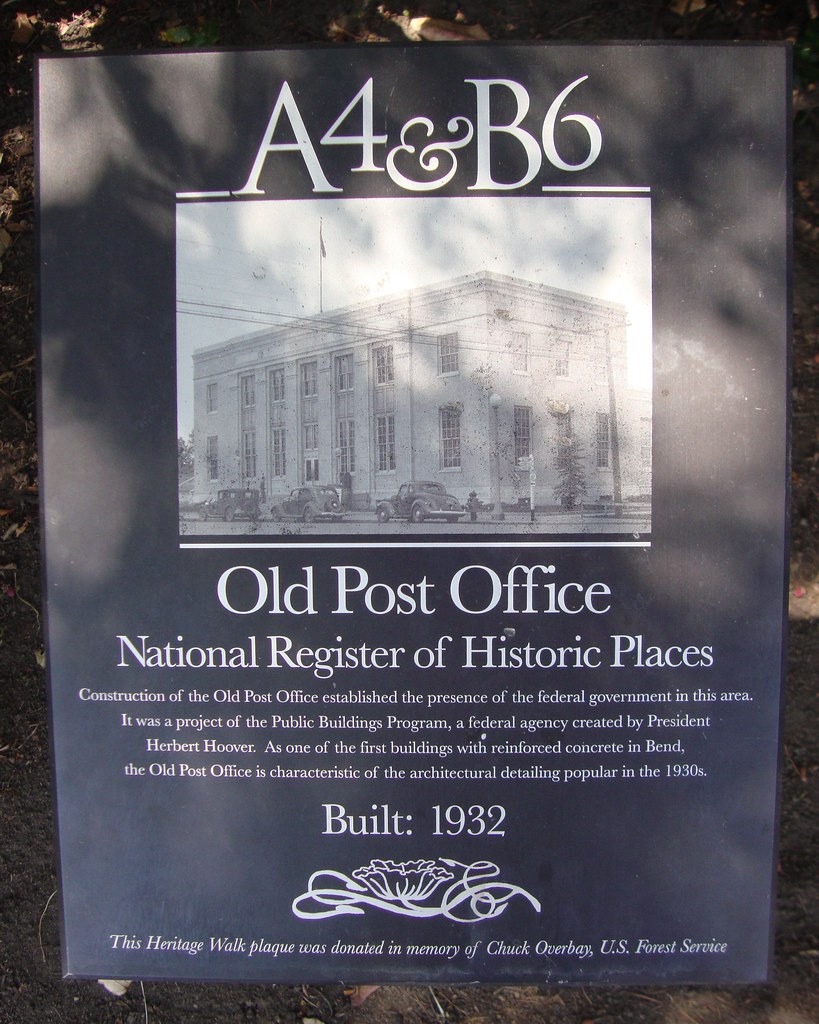 A4&B6
Old Post Office
National Register of Historic Places
Construction of the Old Post Office established the presence of the federal government in this area.
It was a project of the Public Buildings Program, a federal agency created by President
Herbert Hoover. As one of the first buildings with reinforced concrete in Bend,
the Old Post Office is characteristic of the architectural detailing popular in the 1930s.
Built: 1932
This Heritage Walk plaque was donated in memory of Chuck Overbay, U.S. Forest Service